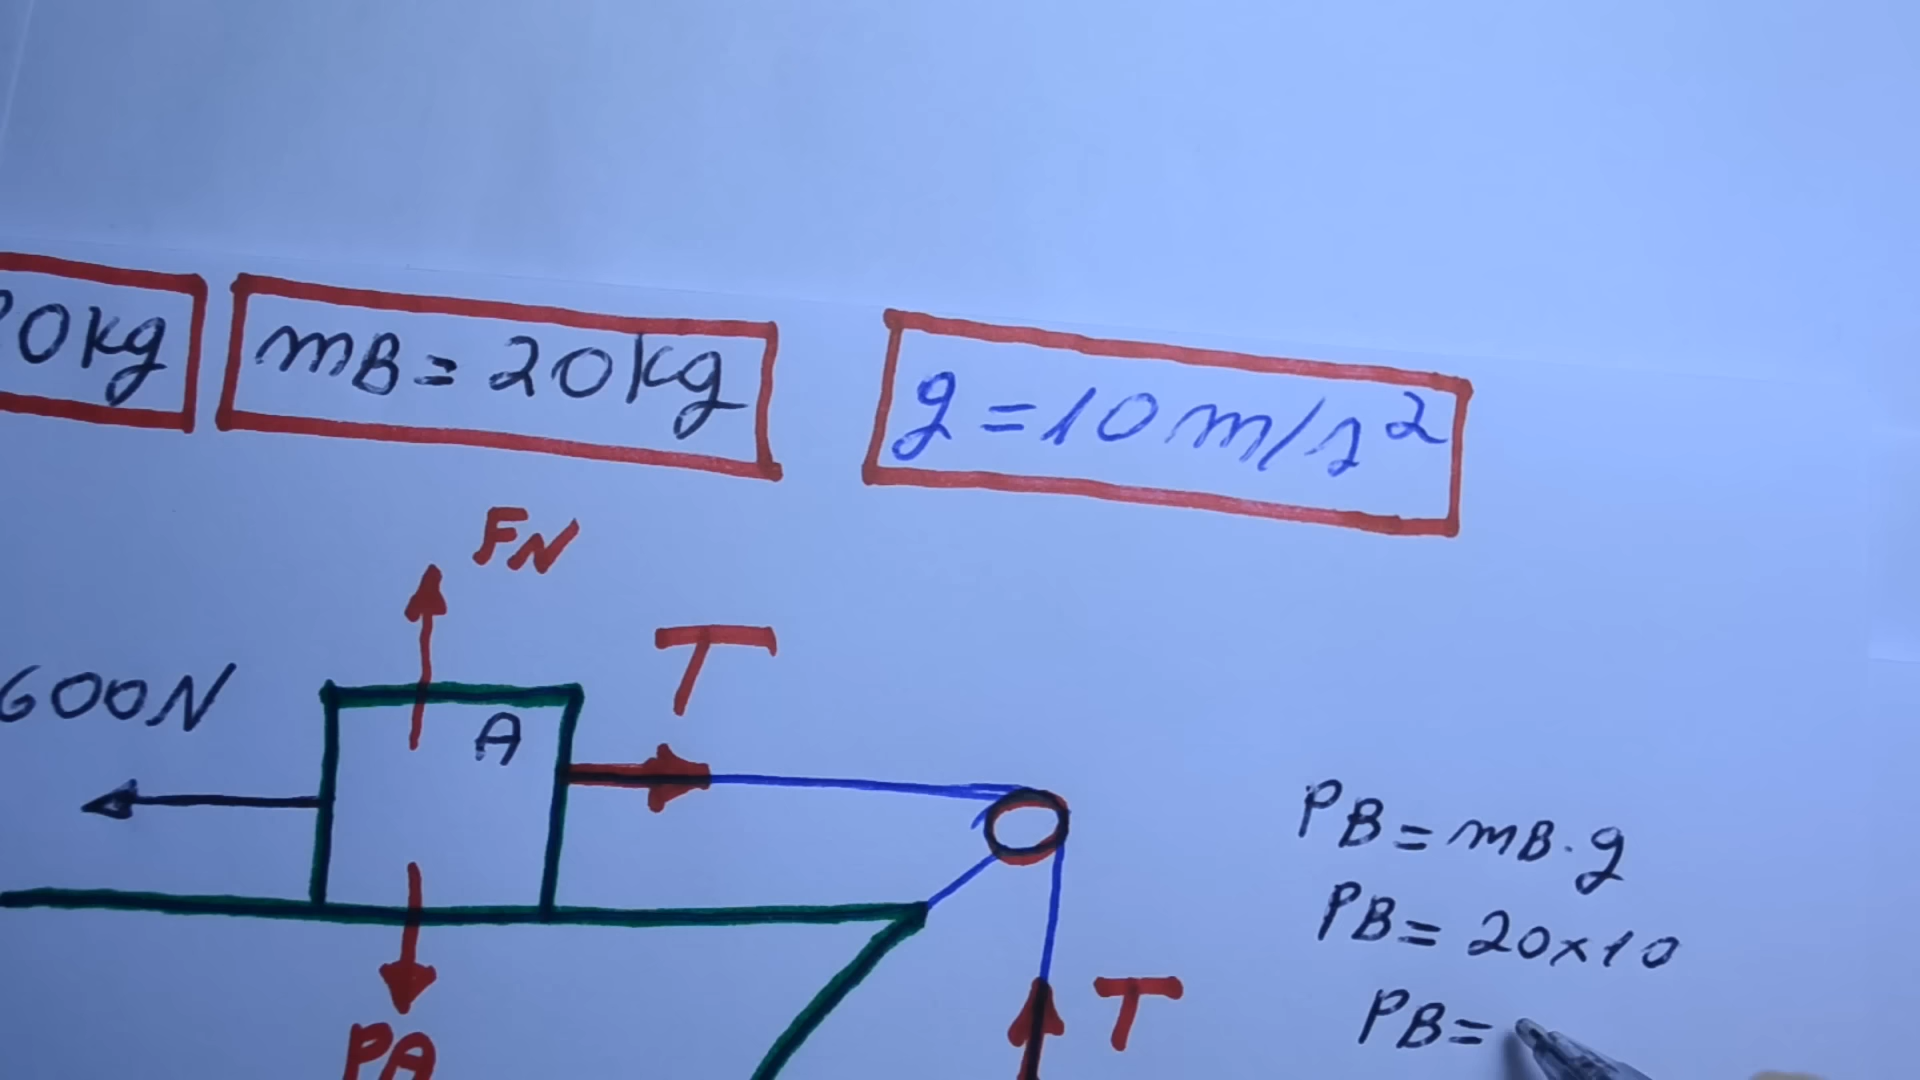 0kg
mB = 20kg
g = 10 m/s²
FN
T
600N
A
PB = mB . g
PB = 20 x 10
T
PB =
PA